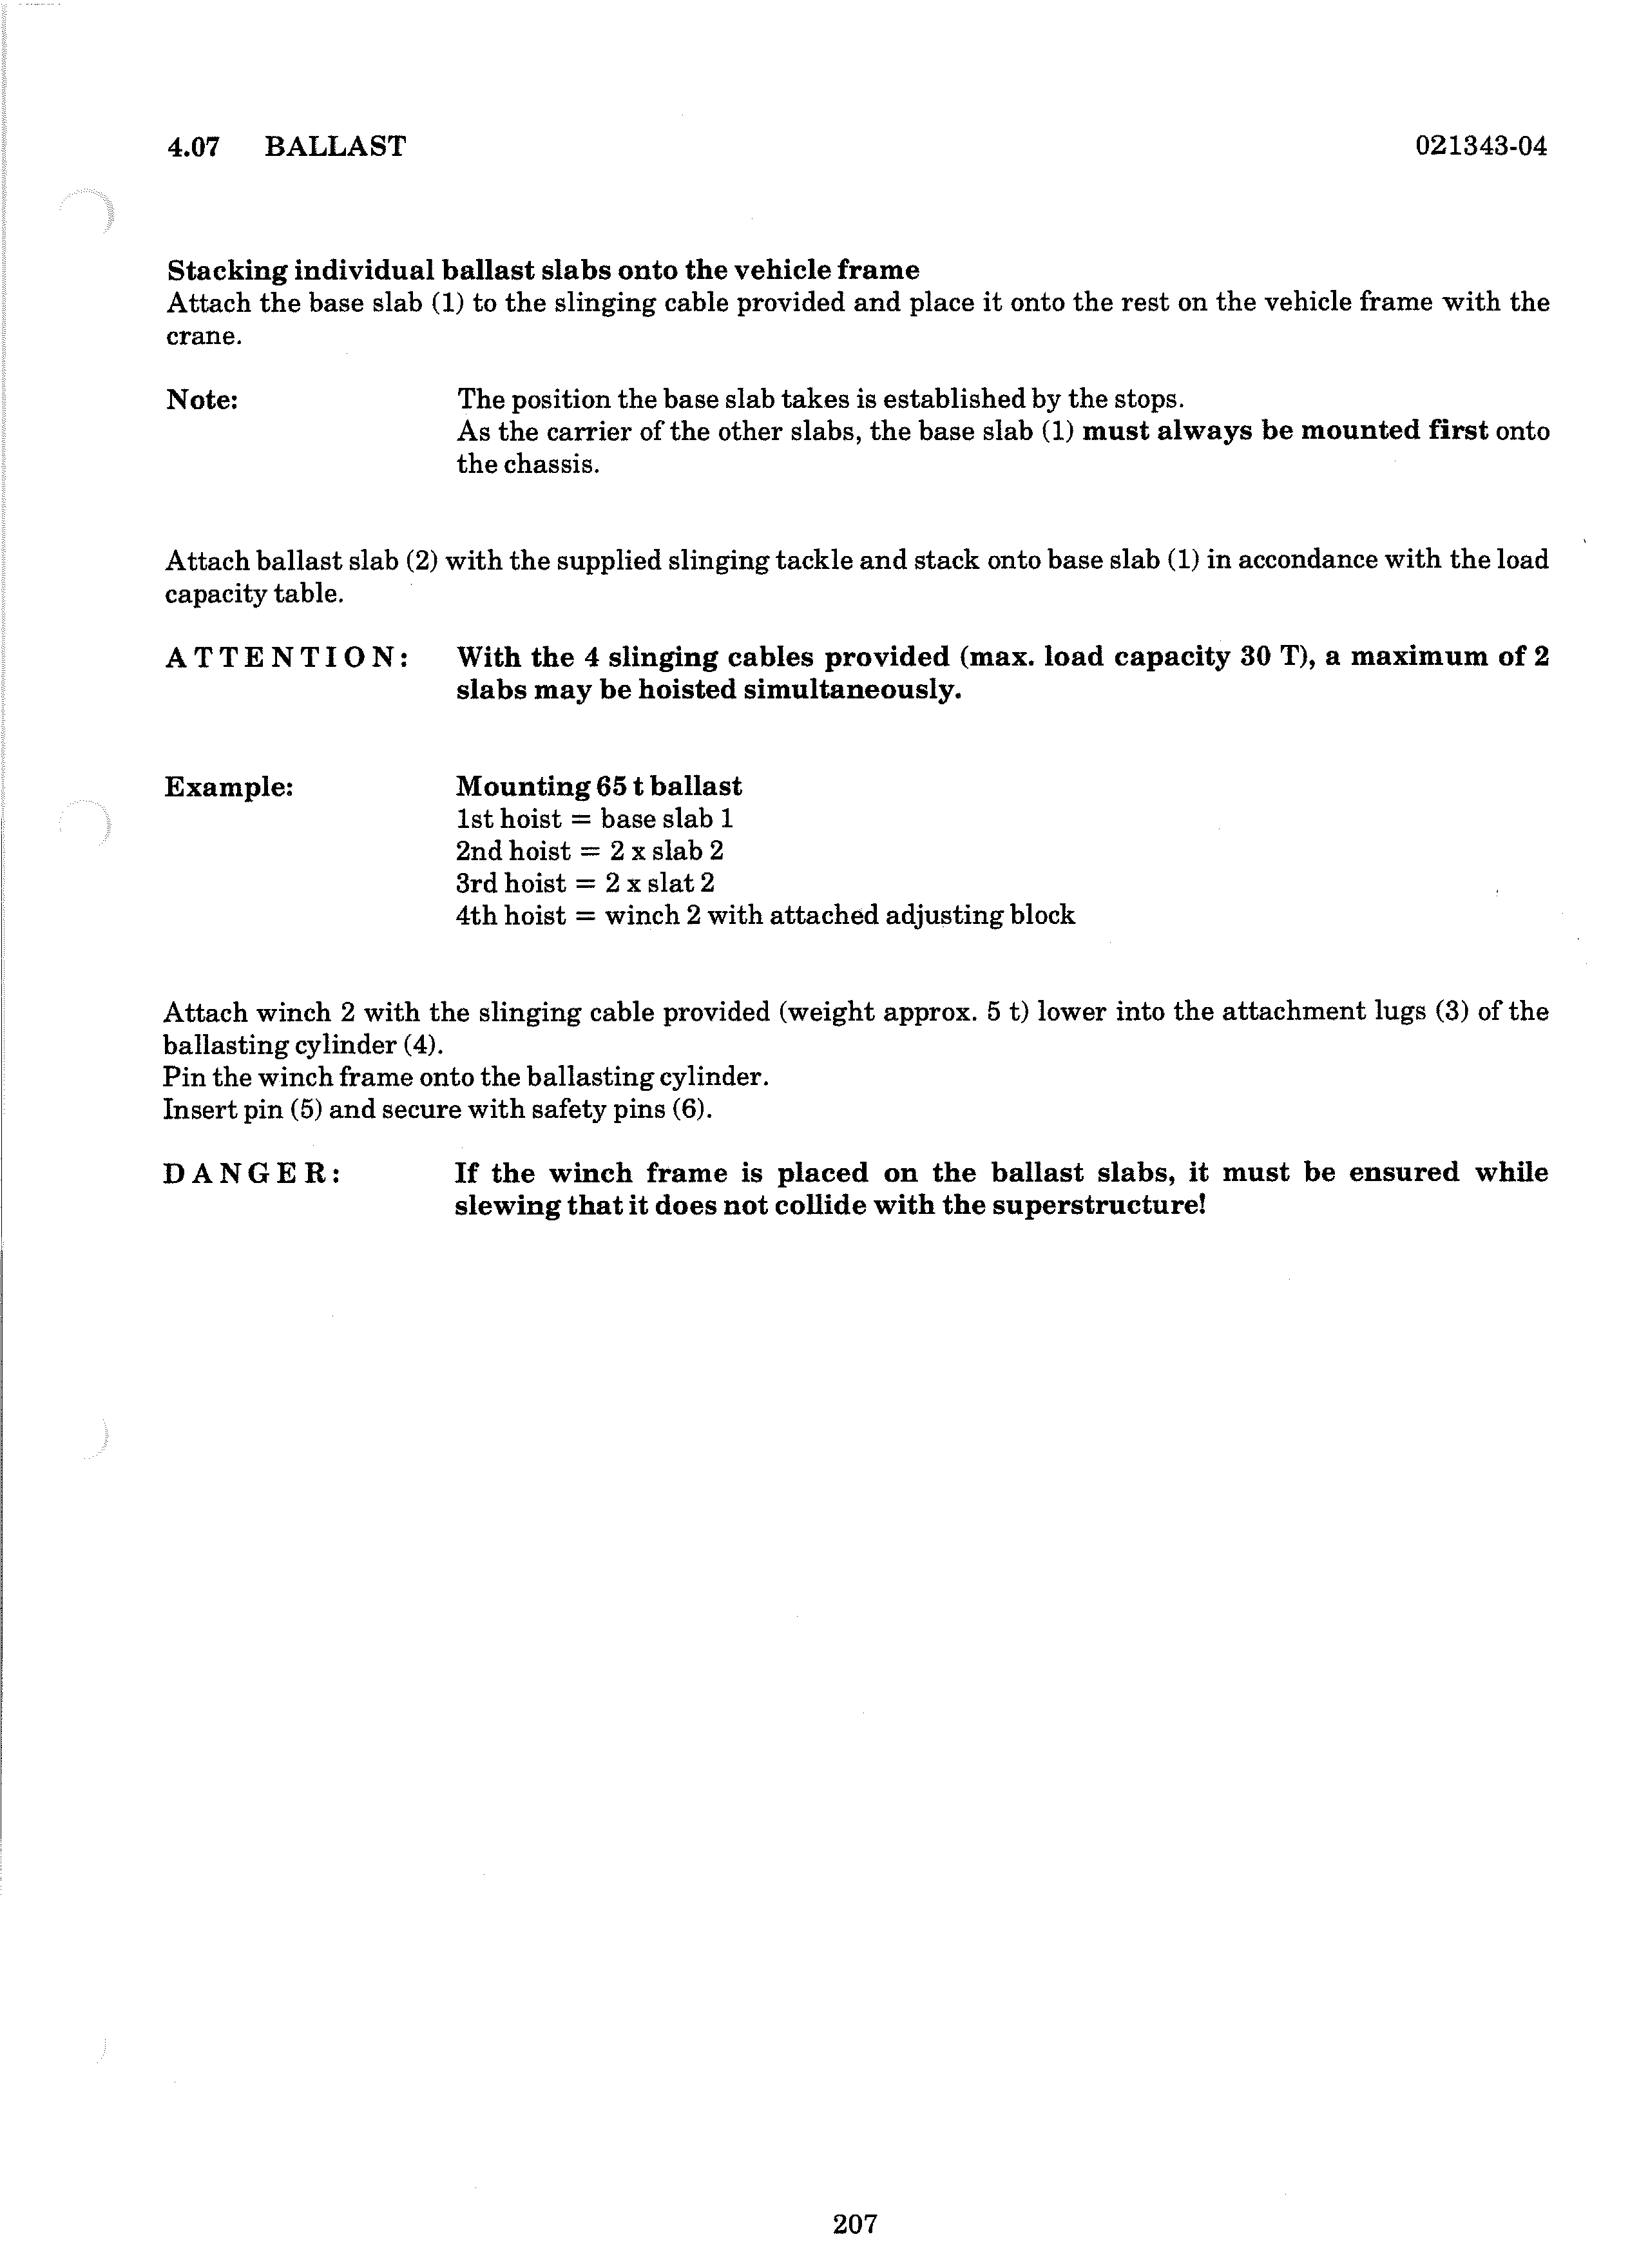 4.07 BALLAST 021343-04
Stacking individual ballast slabs onto the vehicle frame
Attach the base slab (1) to the slinging cable provided and place it onto the rest on the vehicle frame with the
crane.
Note: The position the base slab takes is established by the stops.
As the carrier of the other slabs, the base slab (1) must always be mounted first onto
the chassis.
Attach ballast slab (2) with the supplied slinging tackle and stack onto base slab (1) in accondance with the load
capacity table.
ATTENTION: With the 4 slinging cables provided (max. load capacity 30 T), a maximum of 2
slabs may be hoisted simultaneously.
Example: Mounting 65 t ballast
1st hoist = base slab 1
2nd hoist = 2 x slab 2
3rd hoist = 2 x slat 2
4th hoist = winch 2 with attached adjusting block
Attach winch 2 with the slinging cable provided (weight approx. 5 t) lower into the attachment lugs (3) of the
ballasting cylinder (4).
Pin the winch frame onto the ballasting cylinder.
Insert pin (5) and secure with safety pins (6).
DANGER: If the winch frame is placed on the ballast slabs, it must be ensured while
slewing that it does not collide with the superstructure!
207